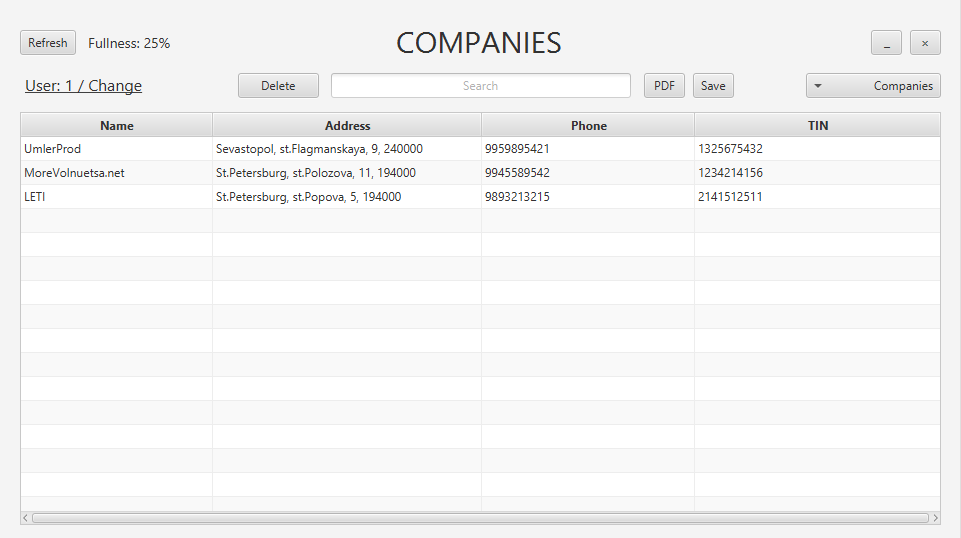 Refresh Fullness: 25% COMPANIES _ ×
User: 1 / Change Delete Search PDF Save Companies
Name Address Phone TIN
UmlerProd Sevastopol, st.Flagmanskaya, 9, 240000 9959895421 1325675432
MoreVolnuetsa.net St.Petersburg, st.Polozova, 11, 194000 9945589542 1234214156
LETI St.Petersburg, st.Popova, 5, 194000 9893213215 2141512511